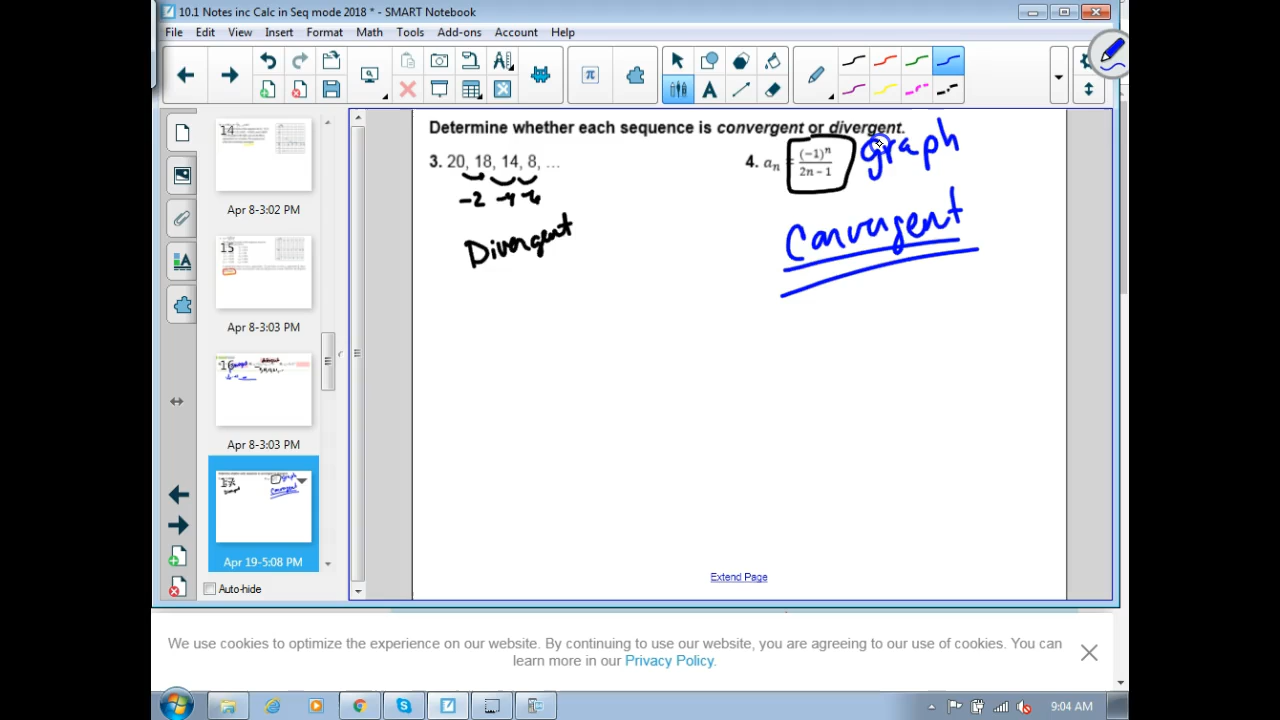 10.1 Notes inc Calc in Seq mode 2018 * - SMART Notebook
File Edit View Insert Format Math Tools Add-ons Account Help
14
Apr 8-3:02 PM
15
Apr 8-3:03 PM
16
Apr 8-3:03 PM
17
Apr 19-5:08 PM
Auto-hide
Determine whether each sequence is convergent or divergent.
3. 20, 18, 14, 8, ...
-2 -4 -6
Divergent
4. aₙ = (-1)ⁿ / 2n - 1
graph
Convergent
Extend Page
We use cookies to optimize the experience on our website. By continuing to use our website, you are agreeing to our use of cookies. You can
learn more in our Privacy Policy.
9:04 AM